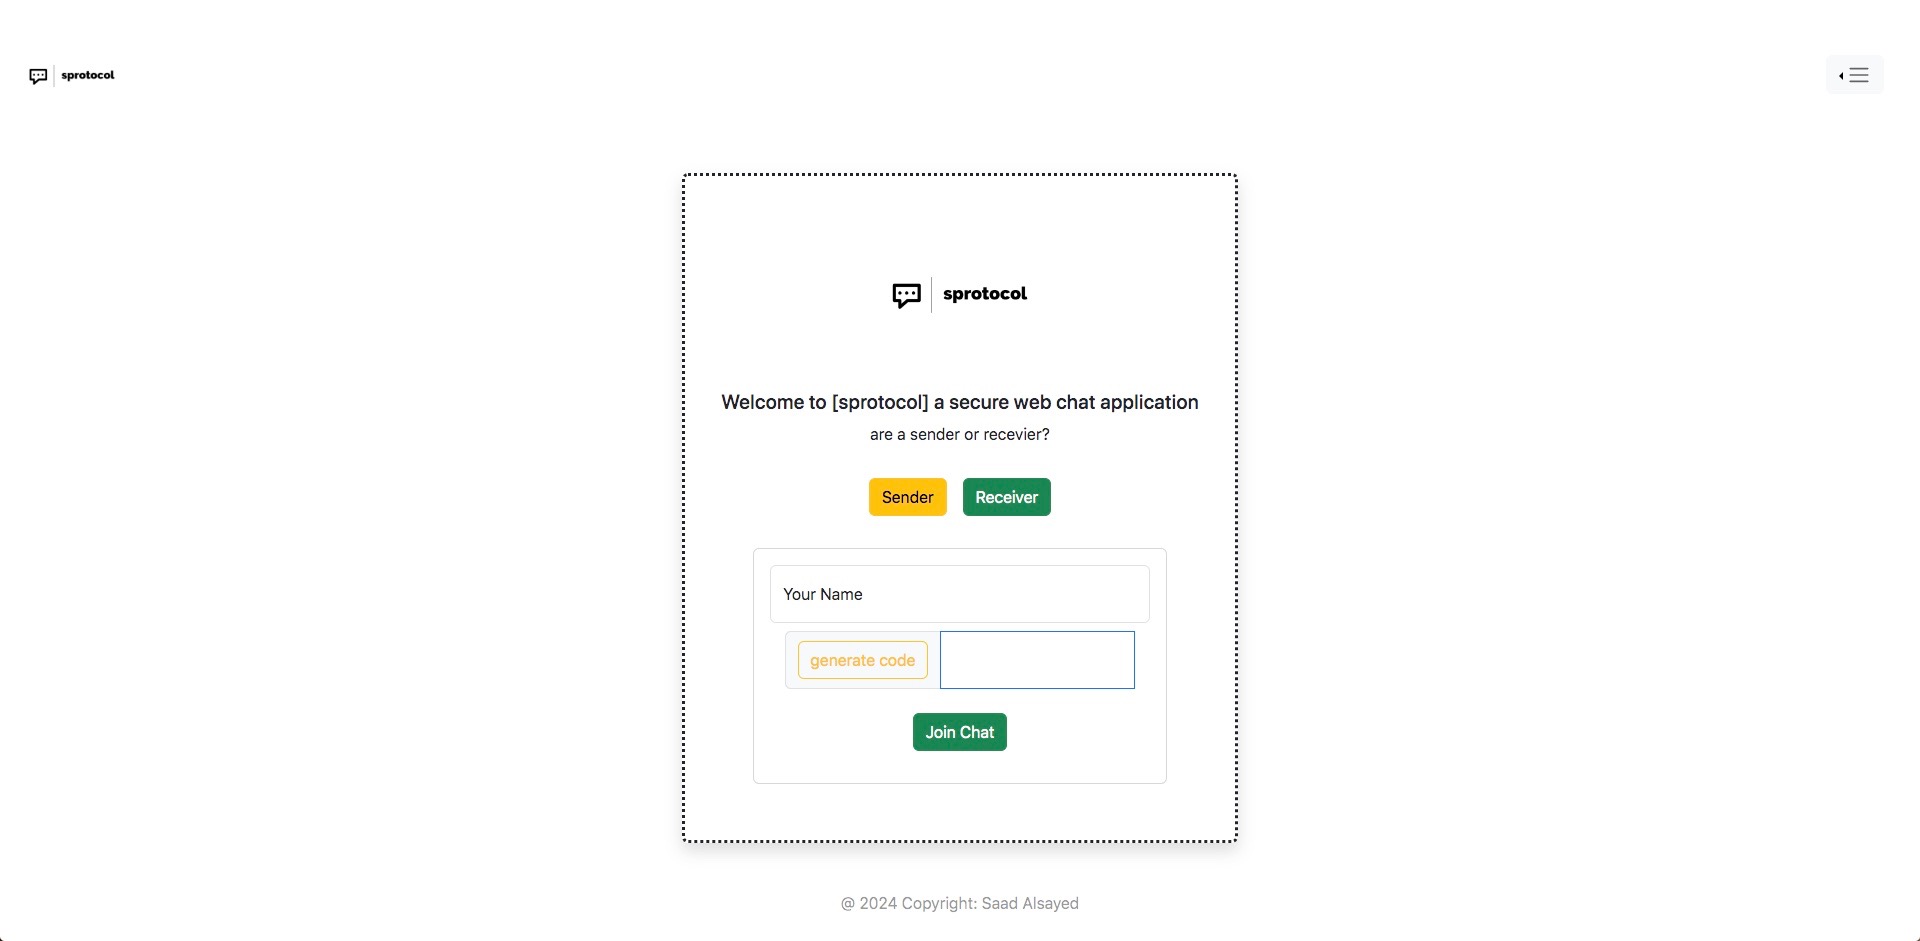 sprotocol
sprotocol
Welcome to [sprotocol] a secure web chat application
are a sender or recevier?
Sender
Receiver
Your Name
generate code
Join Chat
@ 2024 Copyright: Saad Alsayed